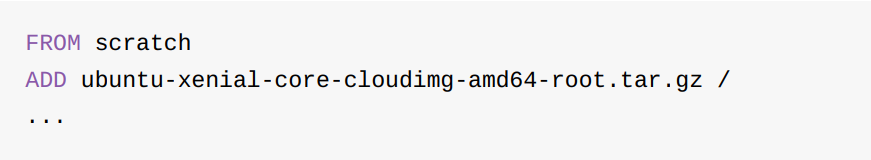 FROM scratch
ADD ubuntu-xenial-core-cloudimg-amd64-root.tar.gz /
...